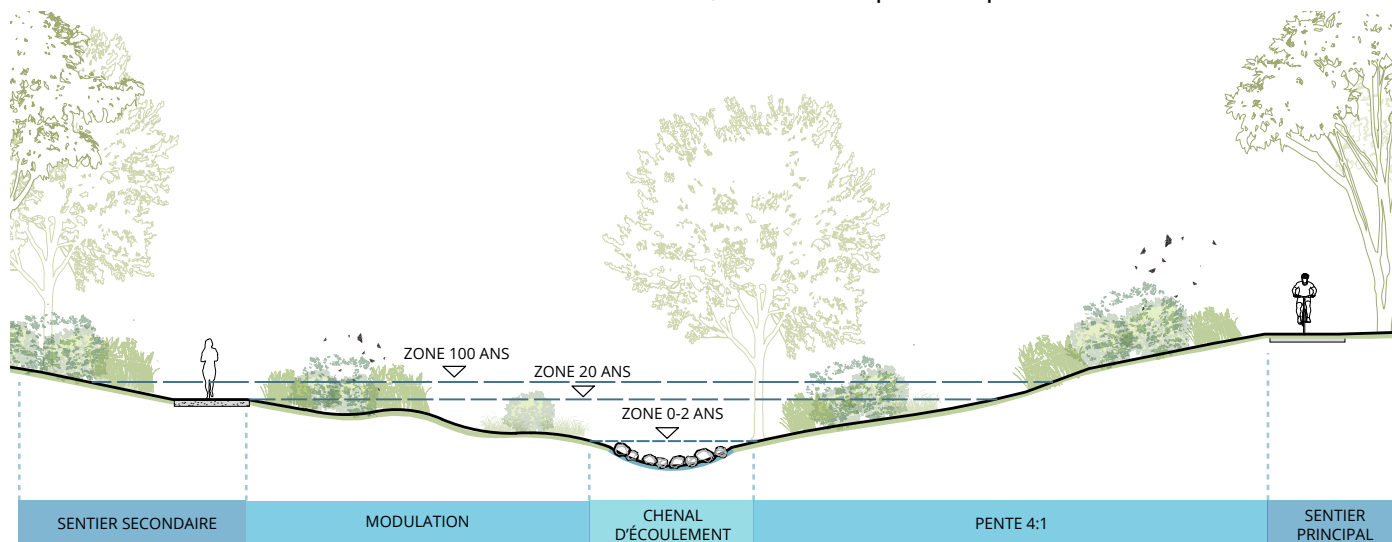 ZONE 100 ANS
ZONE 20 ANS
ZONE 0-2 ANS
SENTIER SECONDAIRE
MODULATION
CHENAL
D'ÉCOULEMENT
PENTE 4:1
SENTIER
PRINCIPAL